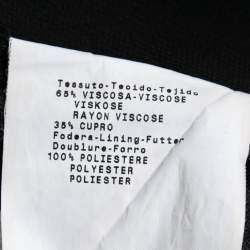 Tessuto-Tecido-Tejido
65% VISCOSA-VISCOSE
VISKOSE
RAYON VISCOSE
35% CUPRO
Fodera-Lining-Futter
Doublure-Forro
100% POLIESTERE
POLYESTER
POLIESTER